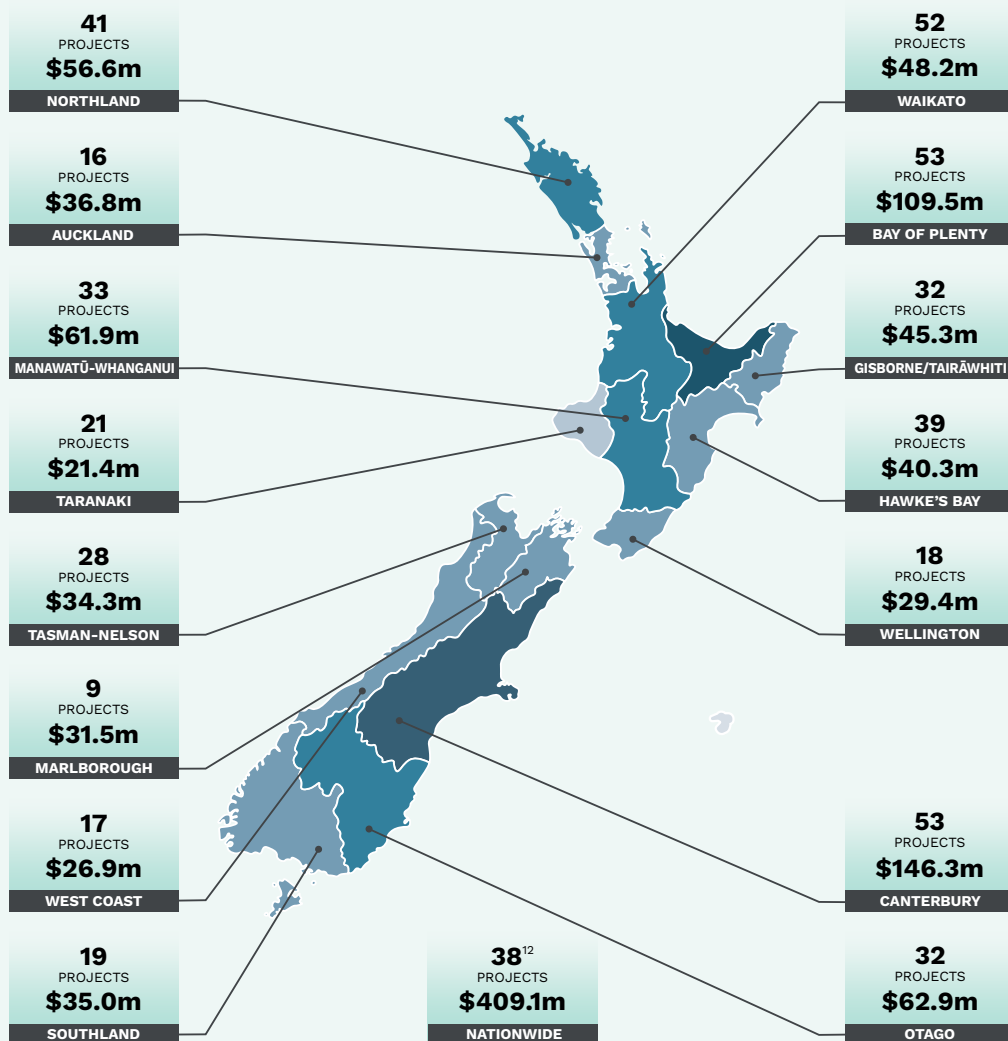 41
PROJECTS
$56.6m
NORTHLAND
16
PROJECTS
$36.8m
AUCKLAND
33
PROJECTS
$61.9m
MANAWATŪ-WHANGANUI
21
PROJECTS
$21.4m
TARANAKI
28
PROJECTS
$34.3m
TASMAN-NELSON
9
PROJECTS
$31.5m
MARLBOROUGH
17
PROJECTS
$26.9m
WEST COAST
19
PROJECTS
$35.0m
SOUTHLAND
38¹²
PROJECTS
$409.1m
NATIONWIDE
52
PROJECTS
$48.2m
WAIKATO
53
PROJECTS
$109.5m
BAY OF PLENTY
32
PROJECTS
$45.3m
GISBORNE/TAIRĀWHITI
39
PROJECTS
$40.3m
HAWKE’S BAY
18
PROJECTS
$29.4m
WELLINGTON
53
PROJECTS
$146.3m
CANTERBURY
32
PROJECTS
$62.9m
OTAGO